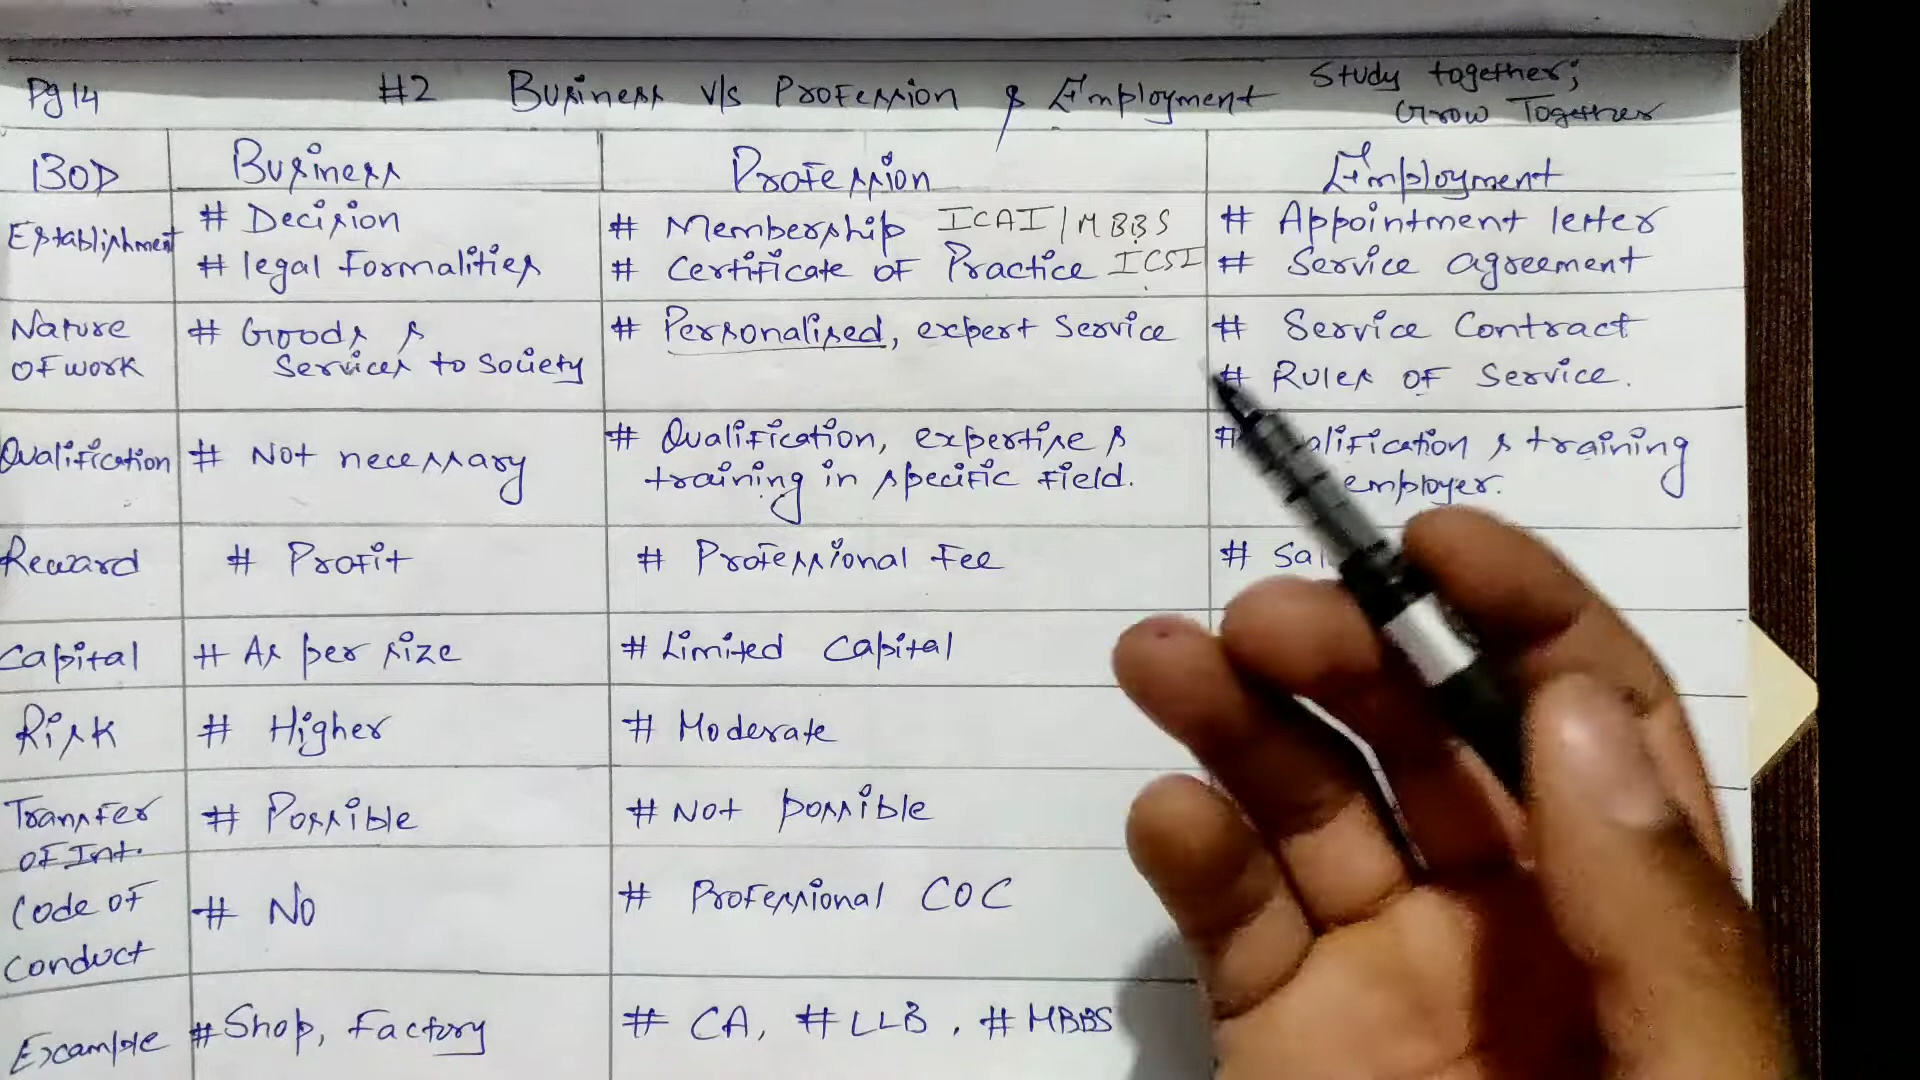 Pg 14
#2 Business v/s Profession & Employment
Study together;
Grow Together
BOD
Business
Profession
Employment
Establishment
# Decision
# legal Formalities
# Membership ICAI/MBBS
# Certificate of Practice ICSI
# Appointment letter
# Service agreement
Nature
of work
# Goods &
Services to Society
# Personalised, expert Service
# Service Contract
# Rules of Service.
Qualification
# Not necessary
# Qualification, expertise &
training in specific Field.
& training
employer.
Reward
# Profit
# Professional Fee
#
Capital
# As per size
# Limited Capital
Risk
# Higher
# Moderate
Transfer
of Int.
# Possible
# Not possible
Code of
Conduct
# No
# Professional COC
Example
# Shop, Factory
# CA, # LLB, # MBBS